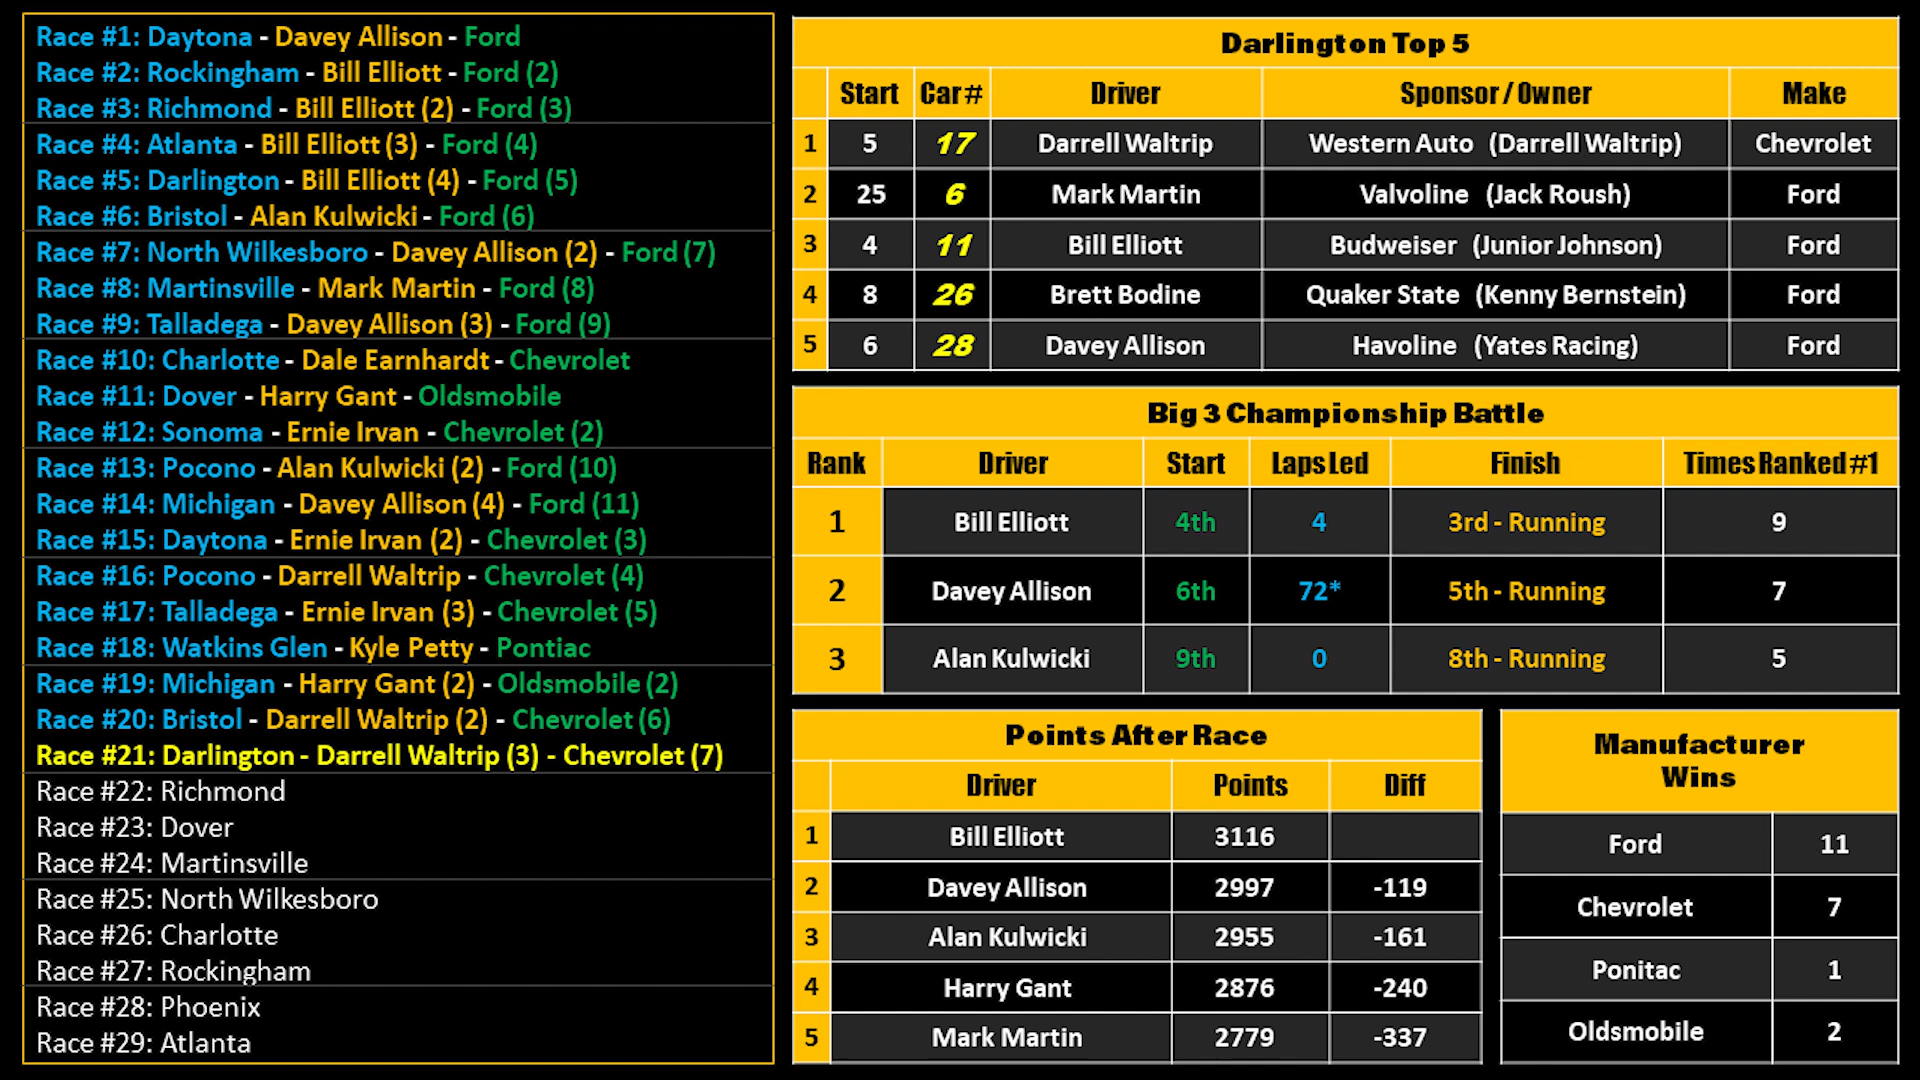 Race #1: Daytona - Davey Allison - Ford
Race #2: Rockingham - Bill Elliott - Ford (2)
Race #3: Richmond - Bill Elliott (2) - Ford (3)
Race #4: Atlanta - Bill Elliott (3) - Ford (4)
Race #5: Darlington - Bill Elliott (4) - Ford (5)
Race #6: Bristol - Alan Kulwicki - Ford (6)
Race #7: North Wilkesboro - Davey Allison (2) - Ford (7)
Race #8: Martinsville - Mark Martin - Ford (8)
Race #9: Talladega - Davey Allison (3) - Ford (9)
Race #10: Charlotte - Dale Earnhardt - Chevrolet
Race #11: Dover - Harry Gant - Oldsmobile
Race #12: Sonoma - Ernie Irvan - Chevrolet (2)
Race #13: Pocono - Alan Kulwicki (2) - Ford (10)
Race #14: Michigan - Davey Allison (4) - Ford (11)
Race #15: Daytona - Ernie Irvan (2) - Chevrolet (3)
Race #16: Pocono - Darrell Waltrip - Chevrolet (4)
Race #17: Talladega - Ernie Irvan (3) - Chevrolet (5)
Race #18: Watkins Glen - Kyle Petty - Pontiac
Race #19: Michigan - Harry Gant (2) - Oldsmobile (2)
Race #20: Bristol - Darrell Waltrip (2) - Chevrolet (6)
Race #21: Darlington - Darrell Waltrip (3) - Chevrolet (7)
Race #22: Richmond
Race #23: Dover
Race #24: Martinsville
Race #25: North Wilkesboro
Race #26: Charlotte
Race #27: Rockingham
Race #28: Phoenix
Race #29: Atlanta
Darlington Top 5
Start Car # Driver Sponsor / Owner Make
1 5 17 Darrell Waltrip Western Auto (Darrell Waltrip) Chevrolet
2 25 6 Mark Martin Valvoline (Jack Roush) Ford
3 4 11 Bill Elliott Budweiser (Junior Johnson) Ford
4 8 26 Brett Bodine Quaker State (Kenny Bernstein) Ford
5 6 28 Davey Allison Havoline (Yates Racing) Ford
Big 3 Championship Battle
Rank Driver Start Laps Led Finish Times Ranked #1
1 Bill Elliott 4th 4 3rd - Running 9
2 Davey Allison 6th 72* 5th - Running 7
3 Alan Kulwicki 9th 0 8th - Running 5
Points After Race
Driver Points Diff
1 Bill Elliott 3116
2 Davey Allison 2997 -119
3 Alan Kulwicki 2955 -161
4 Harry Gant 2876 -240
5 Mark Martin 2779 -337
Manufacturer
Wins
Ford 11
Chevrolet 7
Ponitac 1
Oldsmobile 2